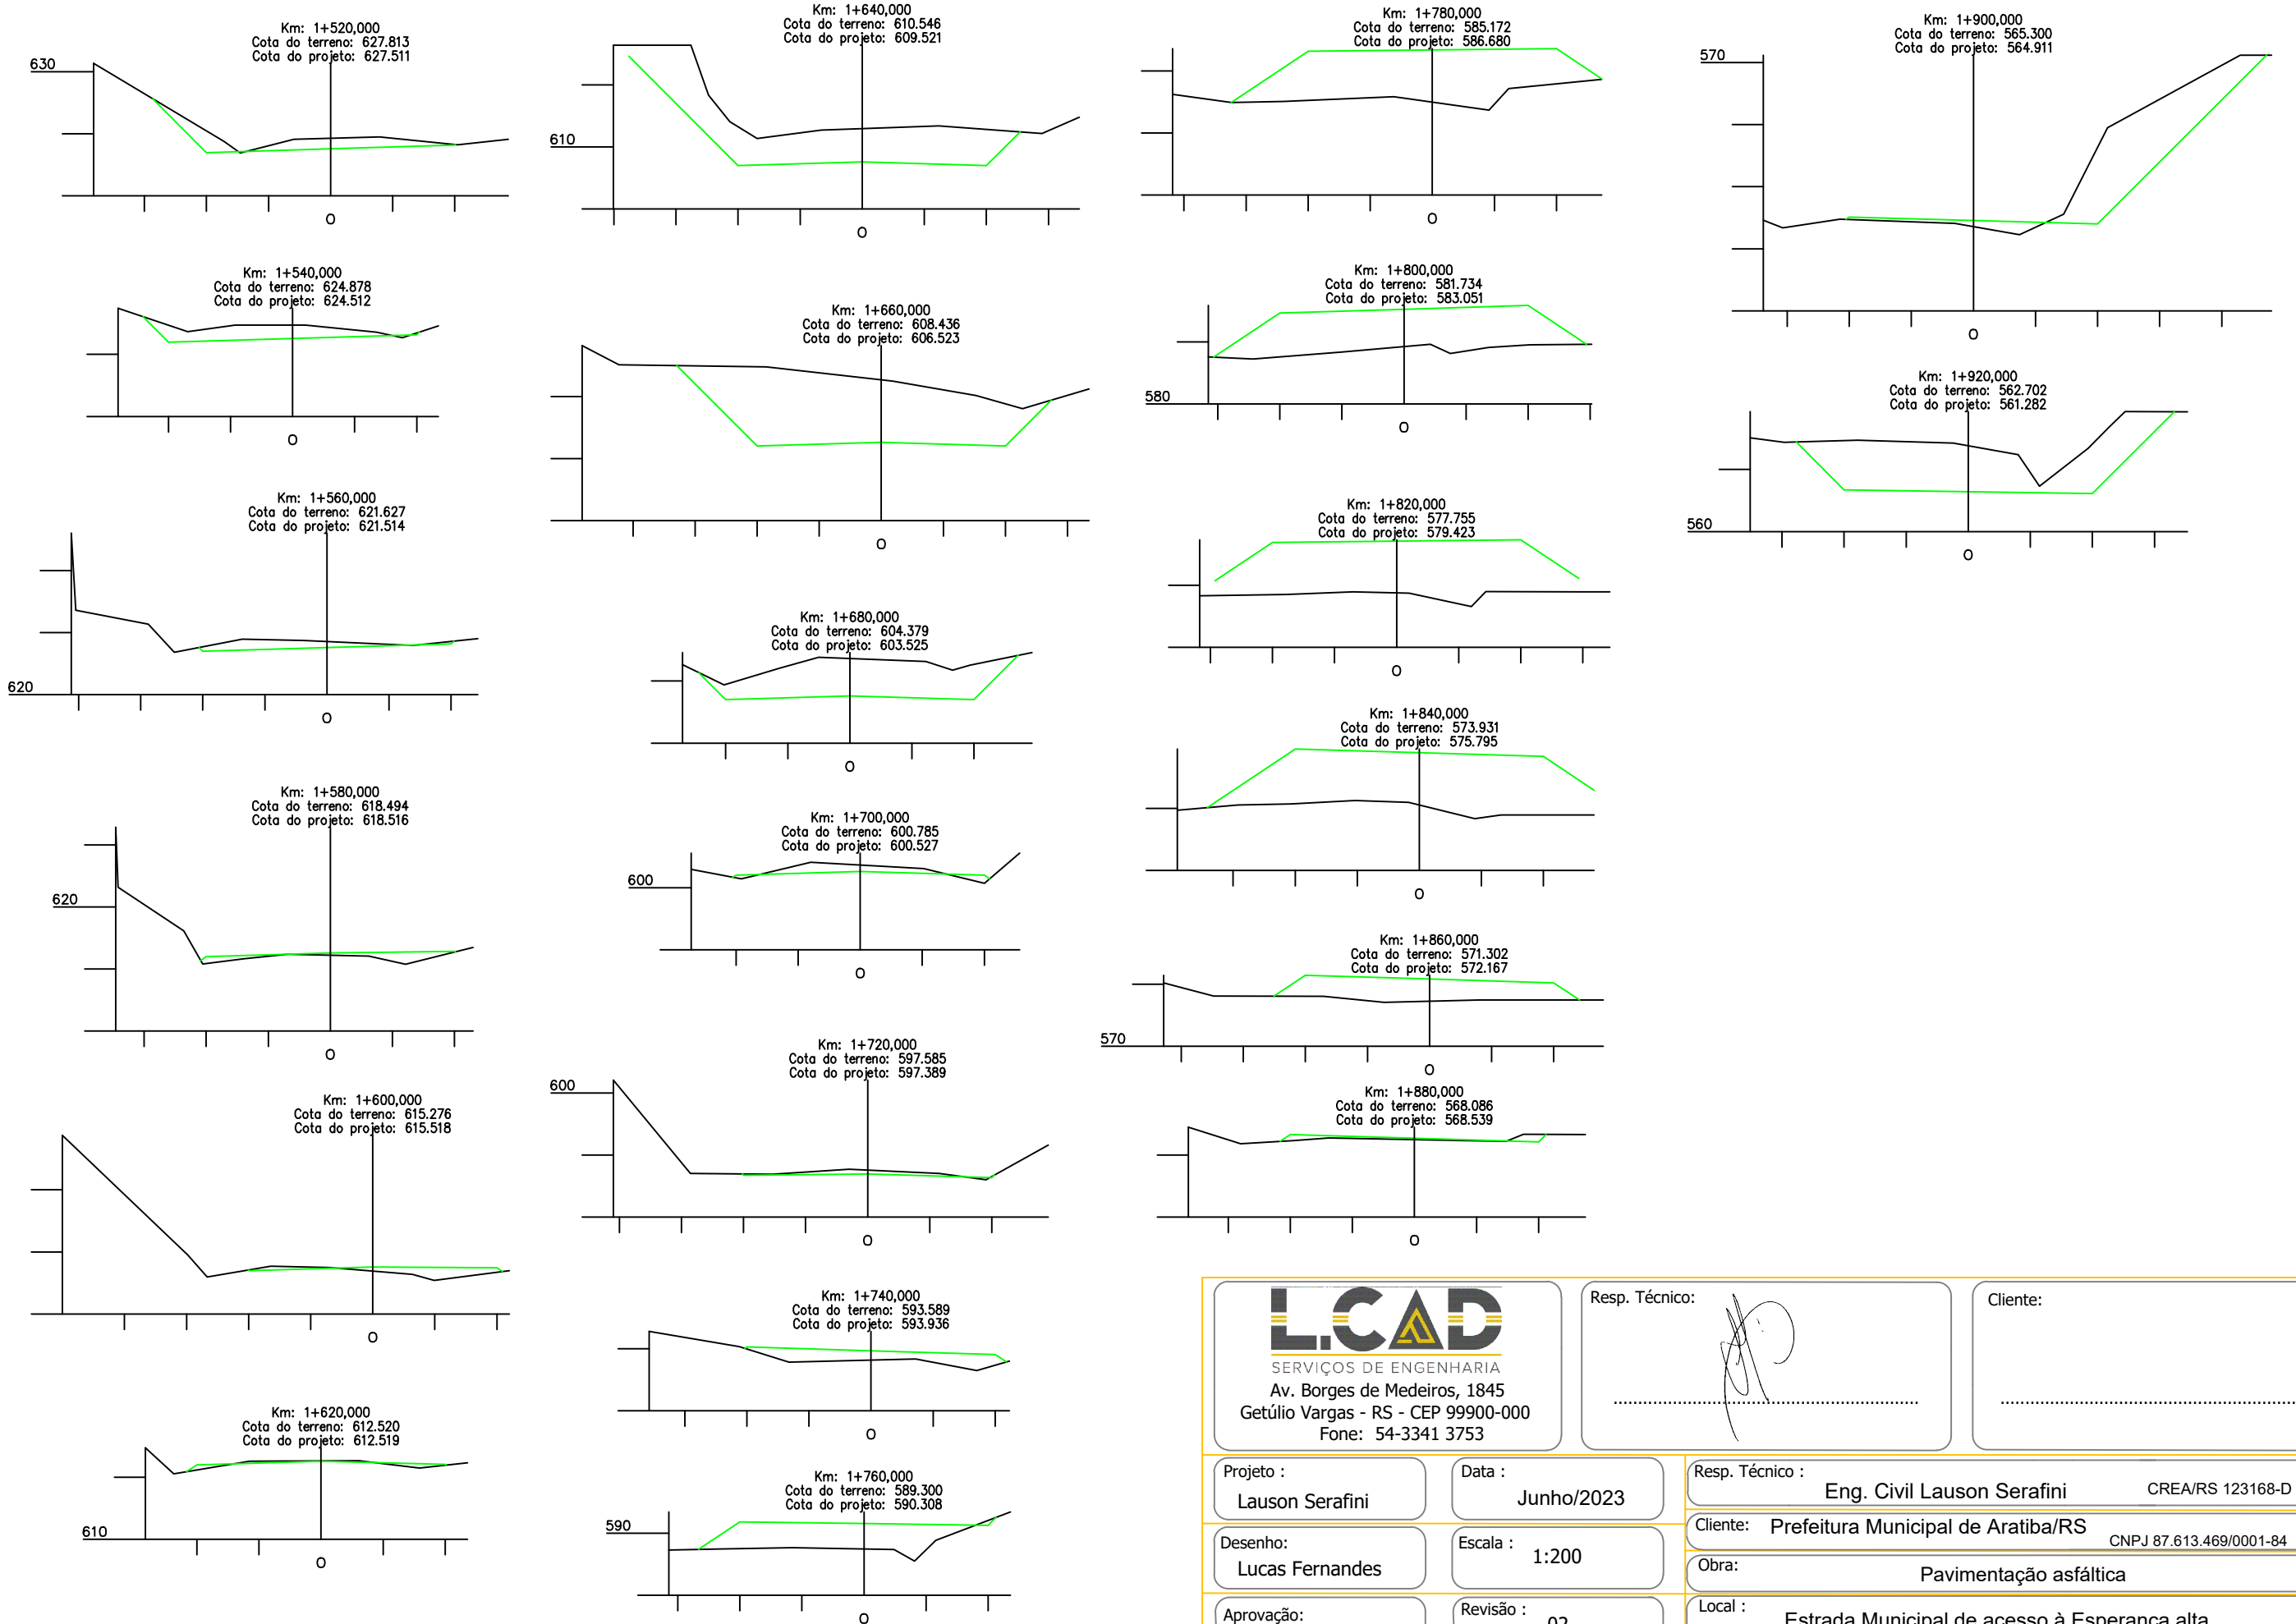 Km: 1+520,000
Cota do terreno: 627.813
Cota do projeto: 627.511
630
O
Km: 1+540,000
Cota do terreno: 624.878
Cota do projeto: 624.512
O
Km: 1+560,000
Cota do terreno: 621.627
Cota do projeto: 621.514
620
O
Km: 1+580,000
Cota do terreno: 618.494
Cota do projeto: 618.516
620
O
Km: 1+600,000
Cota do terreno: 615.276
Cota do projeto: 615.518
O
Km: 1+620,000
Cota do terreno: 612.520
Cota do projeto: 612.519
610
O
Km: 1+640,000
Cota do terreno: 610.546
Cota do projeto: 609.521
610
O
Km: 1+660,000
Cota do terreno: 608.436
Cota do projeto: 606.523
O
Km: 1+680,000
Cota do terreno: 604.379
Cota do projeto: 603.525
O
Km: 1+700,000
Cota do terreno: 600.785
Cota do projeto: 600.527
600
O
Km: 1+720,000
Cota do terreno: 597.585
Cota do projeto: 597.389
600
O
Km: 1+740,000
Cota do terreno: 593.589
Cota do projeto: 593.936
O
Km: 1+760,000
Cota do terreno: 589.300
Cota do projeto: 590.308
590
O
Km: 1+780,000
Cota do terreno: 585.172
Cota do projeto: 586.680
O
Km: 1+800,000
Cota do terreno: 581.734
Cota do projeto: 583.051
580
O
Km: 1+820,000
Cota do terreno: 577.755
Cota do projeto: 579.423
O
Km: 1+840,000
Cota do terreno: 573.931
Cota do projeto: 575.795
O
Km: 1+860,000
Cota do terreno: 571.302
Cota do projeto: 572.167
570
O
Km: 1+880,000
Cota do terreno: 568.086
Cota do projeto: 568.539
O
Km: 1+900,000
Cota do terreno: 565.300
Cota do projeto: 564.911
570
O
Km: 1+920,000
Cota do terreno: 562.702
Cota do projeto: 561.282
560
O
L.CAD
SERVIÇOS DE ENGENHARIA
Av. Borges de Medeiros, 1845
Getúlio Vargas - RS - CEP 99900-000
Fone: 54-3341 3753
Resp. Técnico:
Cliente:
Projeto :
Lauson Serafini
Data :
Junho/2023
Resp. Técnico :
Eng. Civil Lauson Serafini CREA/RS 123168-D
Desenho:
Lucas Fernandes
Escala :
1:200
Cliente: Prefeitura Municipal de Aratiba/RS
CNPJ 87.613.469/0001-84
Obra:
Pavimentação asfáltica
Aprovação:
Revisão :
02
Local :
Estrada Municipal de acesso à Esperança alta